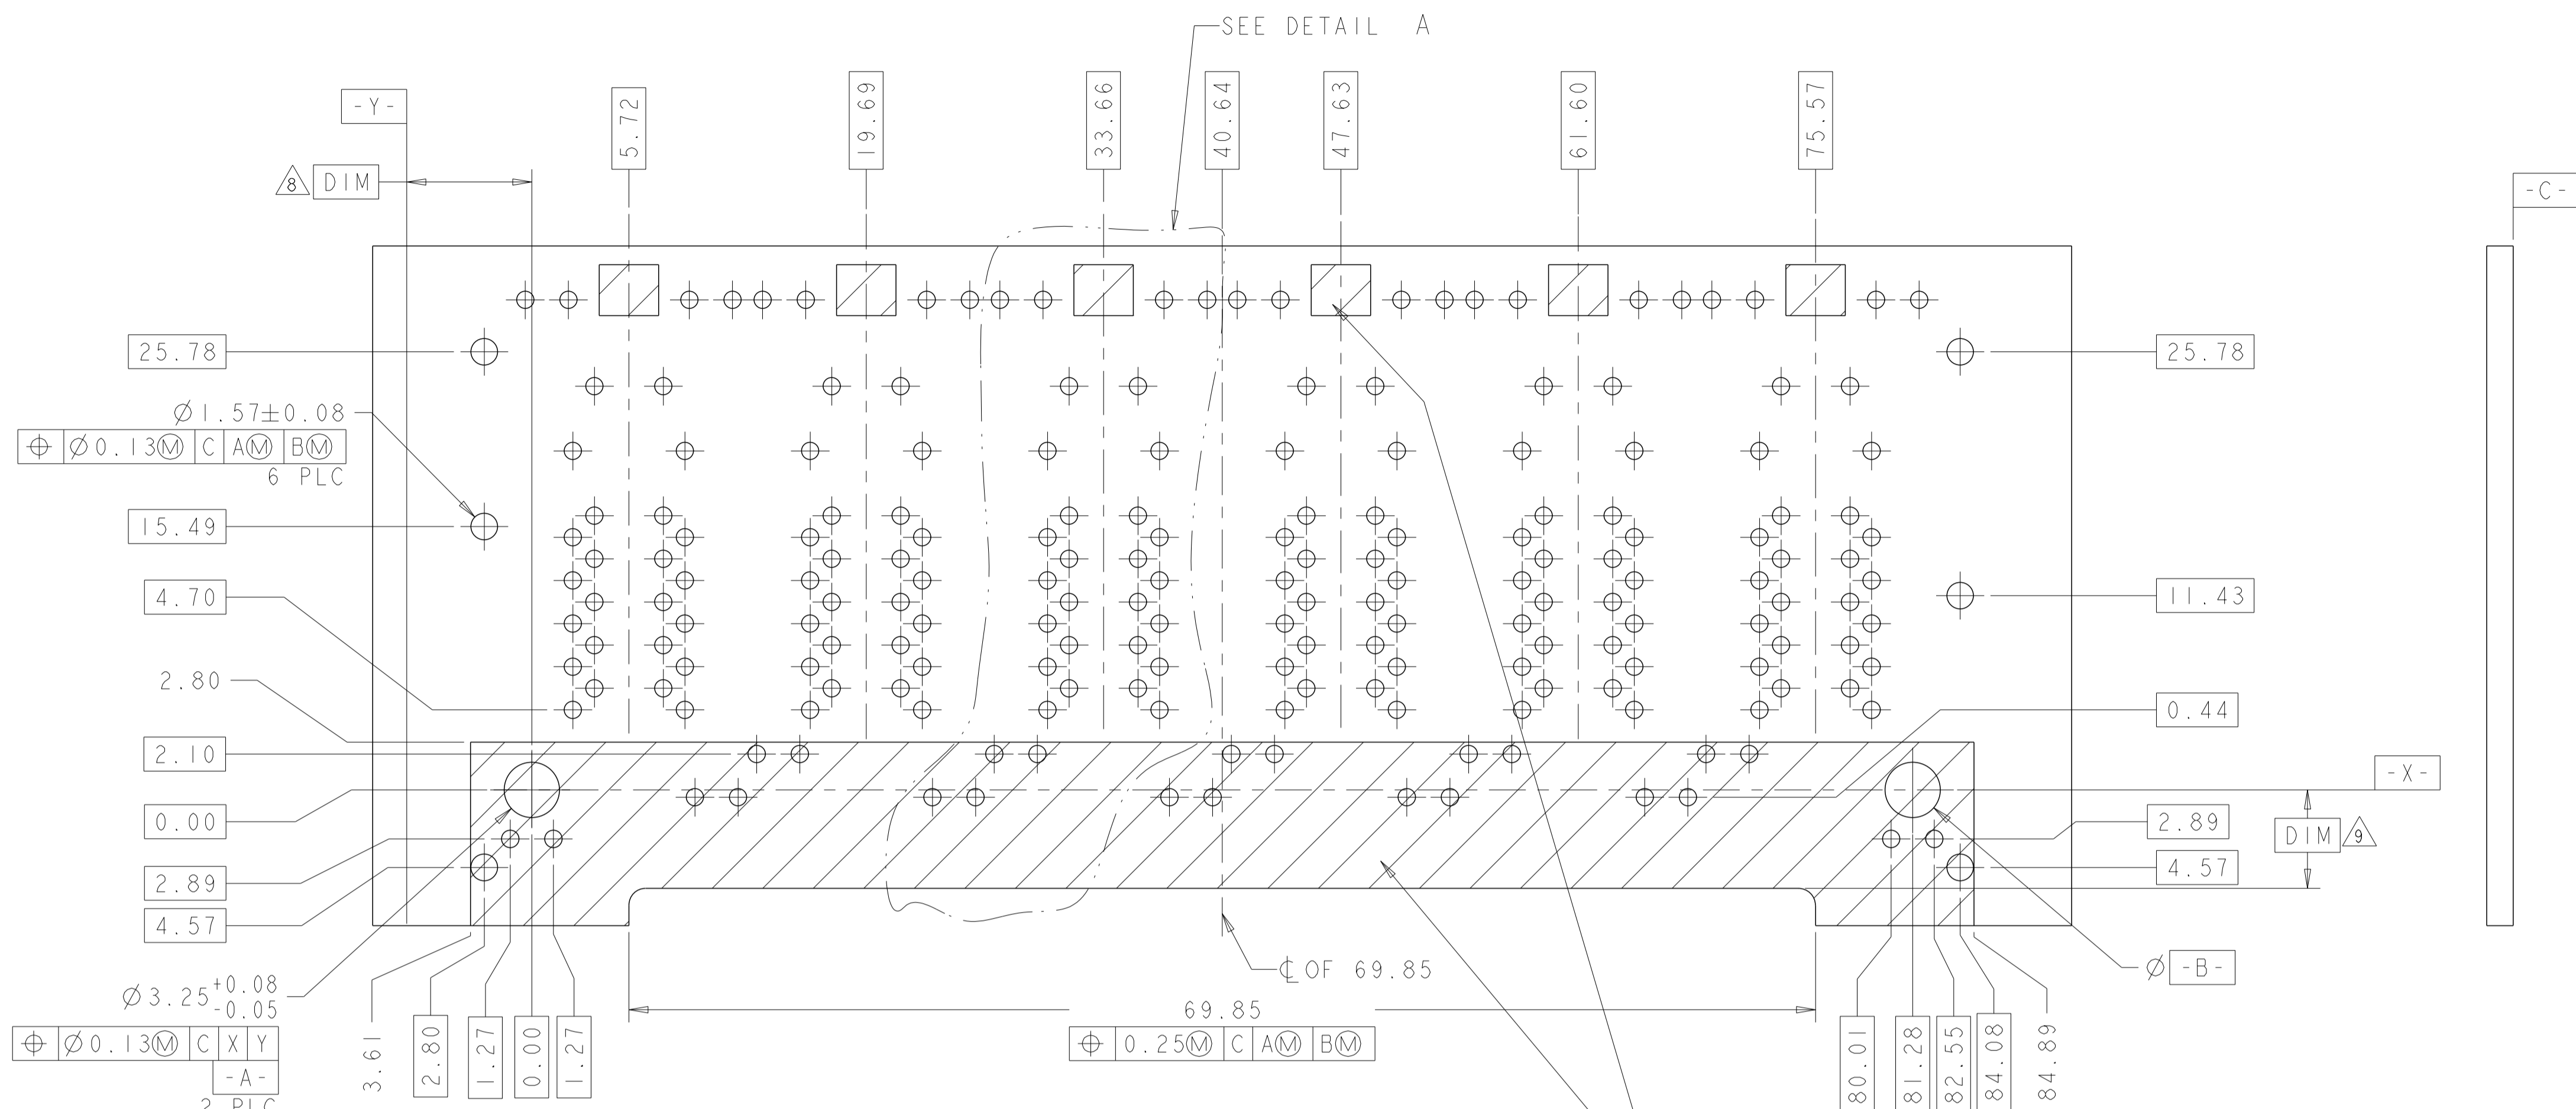 SEE DETAIL A
-Y-
5.72
19.69
33.66
40.64
47.63
61.60
75.57
8 DIM
-C-
25.78
25.78
Ø1.57±0.08
⌖ Ø0.13Ⓜ C AⓂ BⓂ
6 PLC
15.49
4.70
11.43
2.80
0.44
2.10
-X-
0.00
2.89
DIM 9
2.89
4.57
4.57
℄ OF 69.85
Ø -B-
Ø3.25 +0.08
-0.05
69.85
⌖ Ø0.13Ⓜ C X Y
⌖ 0.25Ⓜ C AⓂ BⓂ
-A-
2 PLC
3.61
2.80
1.27
0.00
1.27
80.01
81.28
82.55
84.08
84.89